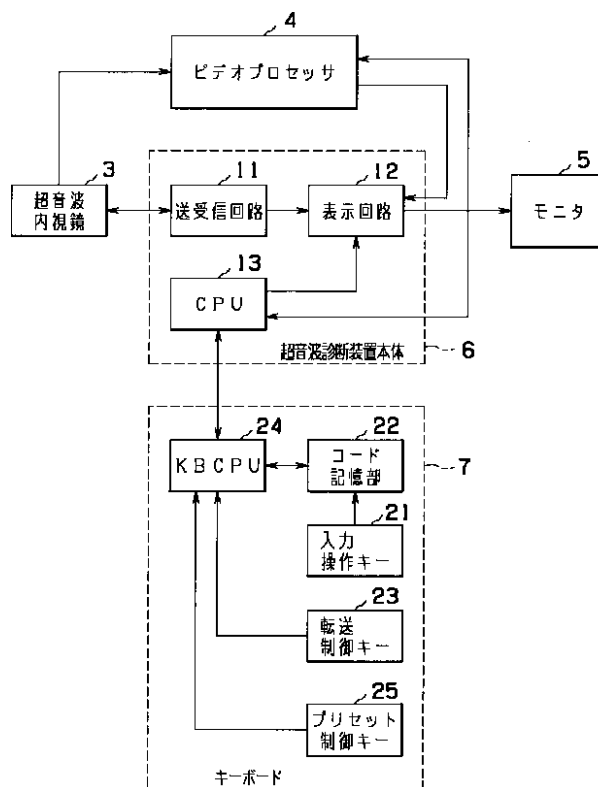 4
ビデオプロセッサ
3
超音波
内視鏡
11
送受信回路
12
表示回路
5
モニタ
13
CPU
超音波診断装置本体
6
24
KBCPU
22
コード
記憶部
7
21
入力
操作キー
23
転送
制御キー
25
プリセット
制御キー
キーボード